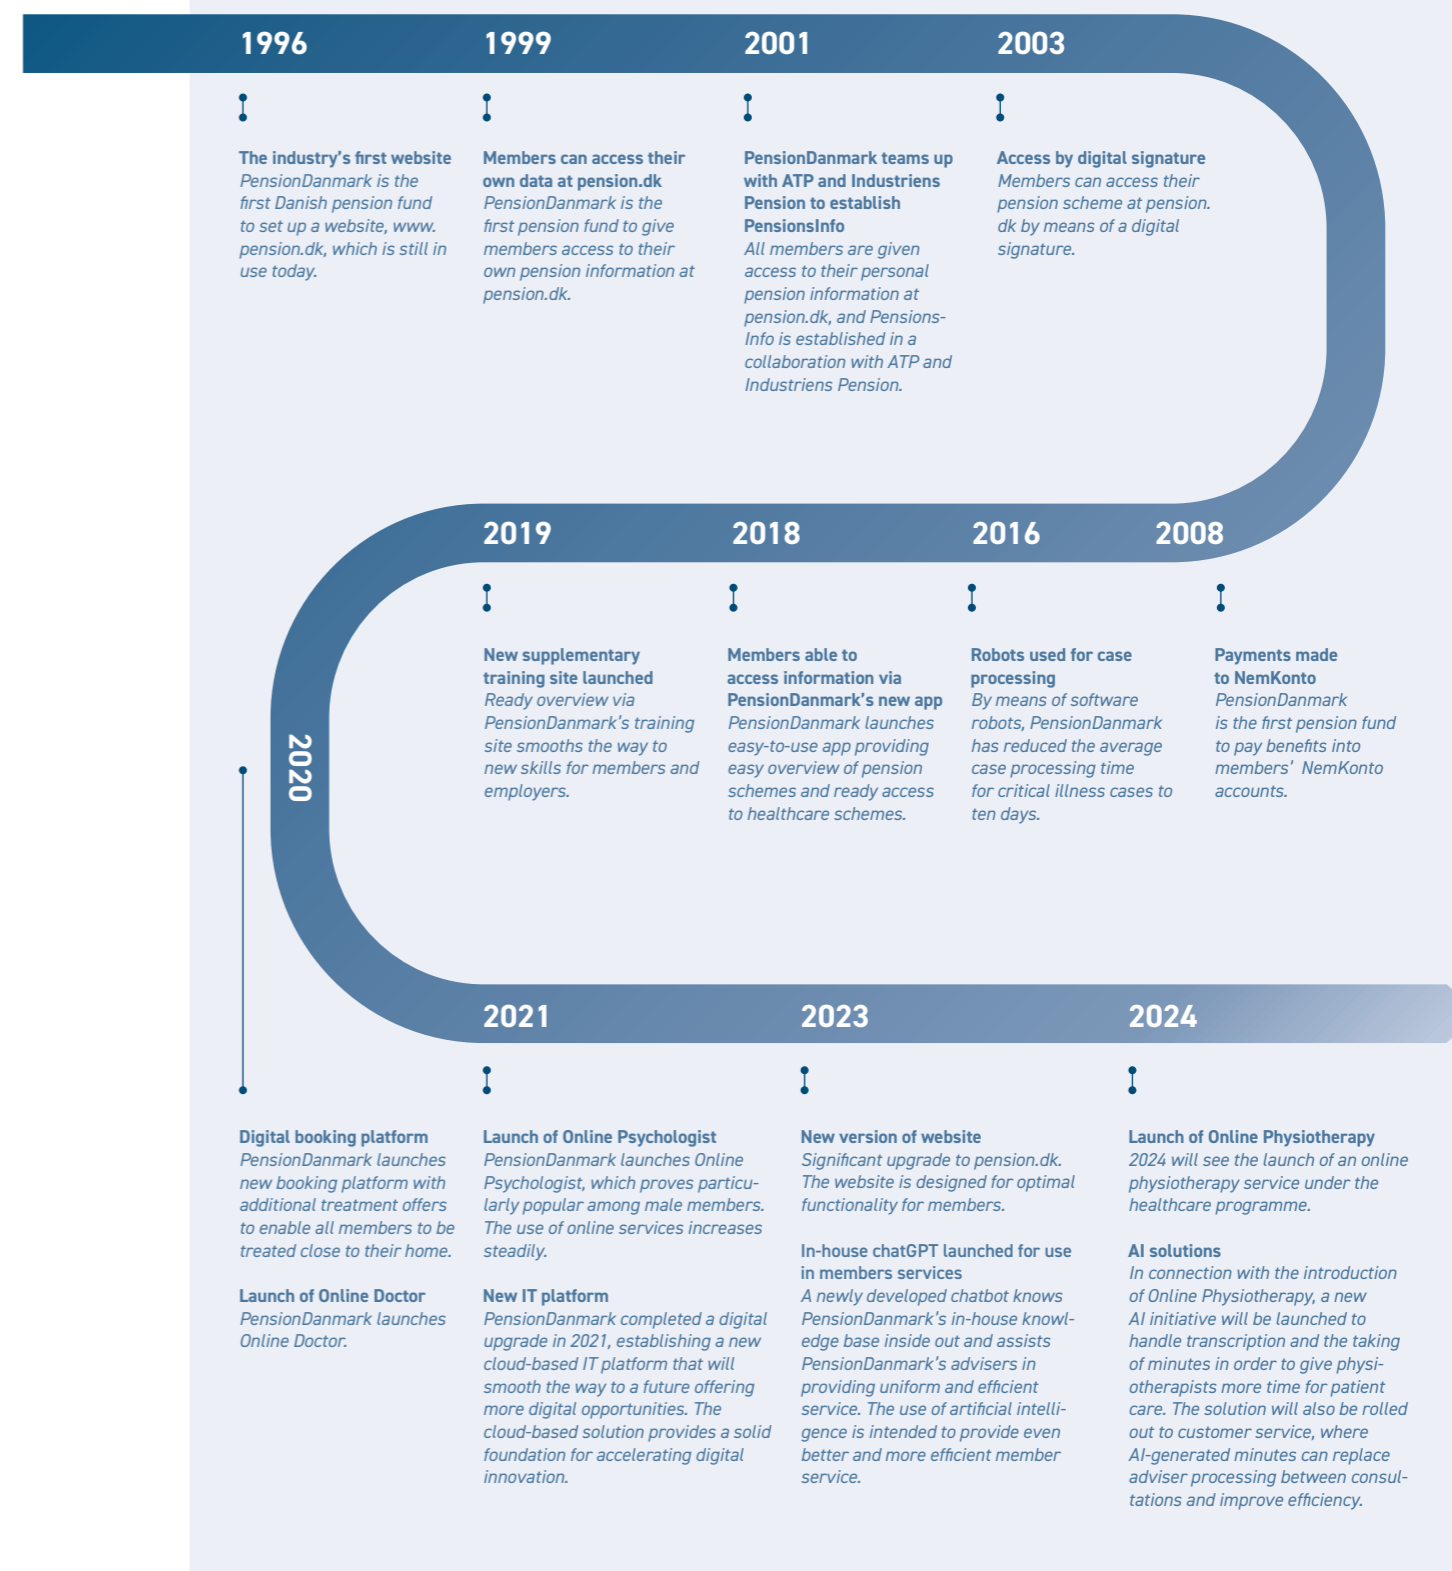 1996
The industry's first website
PensionDanmark is the
first Danish pension fund
to set up a website, www.
pension.dk, which is still in
use today.
1999
Members can access their
own data at pension.dk
PensionDanmark is the
first pension fund to give
members access to their
own pension information at
pension.dk.
2001
PensionDanmark teams up
with ATP and Industriens
Pension to establish
PensionsInfo
All members are given
access to their personal
pension information at
pension.dk, and Pensions-
Info is established in a
collaboration with ATP and
Industriens Pension.
2003
Access by digital signature
Members can access their
pension scheme at pension.
dk by means of a digital
signature.
2008
Payments made
to NemKonto
PensionDanmark
is the first pension fund
to pay benefits into
members' NemKonto
accounts.
2016
Robots used for case
processing
By means of software
robots, PensionDanmark
has reduced the average
case processing time
for critical illness cases to
ten days.
2018
Members able to
access information via
PensionDanmark's new app
PensionDanmark launches
easy-to-use app providing
easy overview of pension
schemes and ready access
to healthcare schemes.
2019
New supplementary
training site launched
Ready overview via
PensionDanmark's training
site smooths the way to
new skills for members and
employers.
2020
Digital booking platform
PensionDanmark launches
new booking platform with
additional treatment offers
to enable all members to be
treated close to their home.
Launch of Online Doctor
PensionDanmark launches
Online Doctor.
2021
Launch of Online Psychologist
PensionDanmark launches Online
Psychologist, which proves particu-
larly popular among male members.
The use of online services increases
steadily.
New IT platform
PensionDanmark completed a digital
upgrade in 2021, establishing a new
cloud-based IT platform that will
smooth the way to a future offering
more digital opportunities. The
cloud-based solution provides a solid
foundation for accelerating digital
innovation.
2023
New version of website
Significant upgrade to pension.dk.
The website is designed for optimal
functionality for members.
In-house chatGPT launched for use
in members services
A newly developed chatbot knows
PensionDanmark's in-house knowl-
edge base inside out and assists
PensionDanmark's advisers in
providing uniform and efficient
service. The use of artificial intelli-
gence is intended to provide even
better and more efficient member
service.
2024
Launch of Online Physiotherapy
2024 will see the launch of an online
physiotherapy service under the
healthcare programme.
AI solutions
In connection with the introduction
of Online Physiotherapy, a new
AI initiative will be launched to
handle transcription and the taking
of minutes in order to give physi-
otherapists more time for patient
care. The solution will also be rolled
out to customer service, where
AI-generated minutes can replace
adviser processing between consul-
tations and improve efficiency.